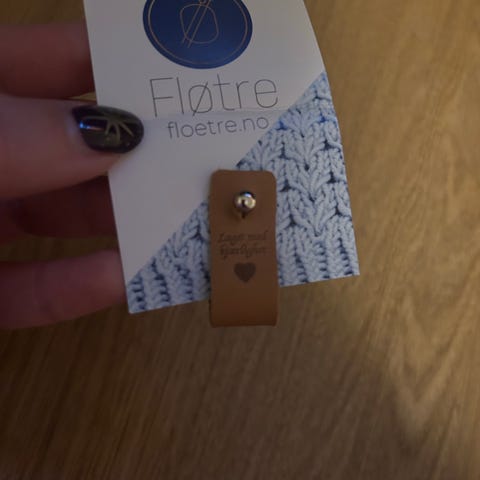 Fløtre
floetre.no
Laget med
kjærlighet